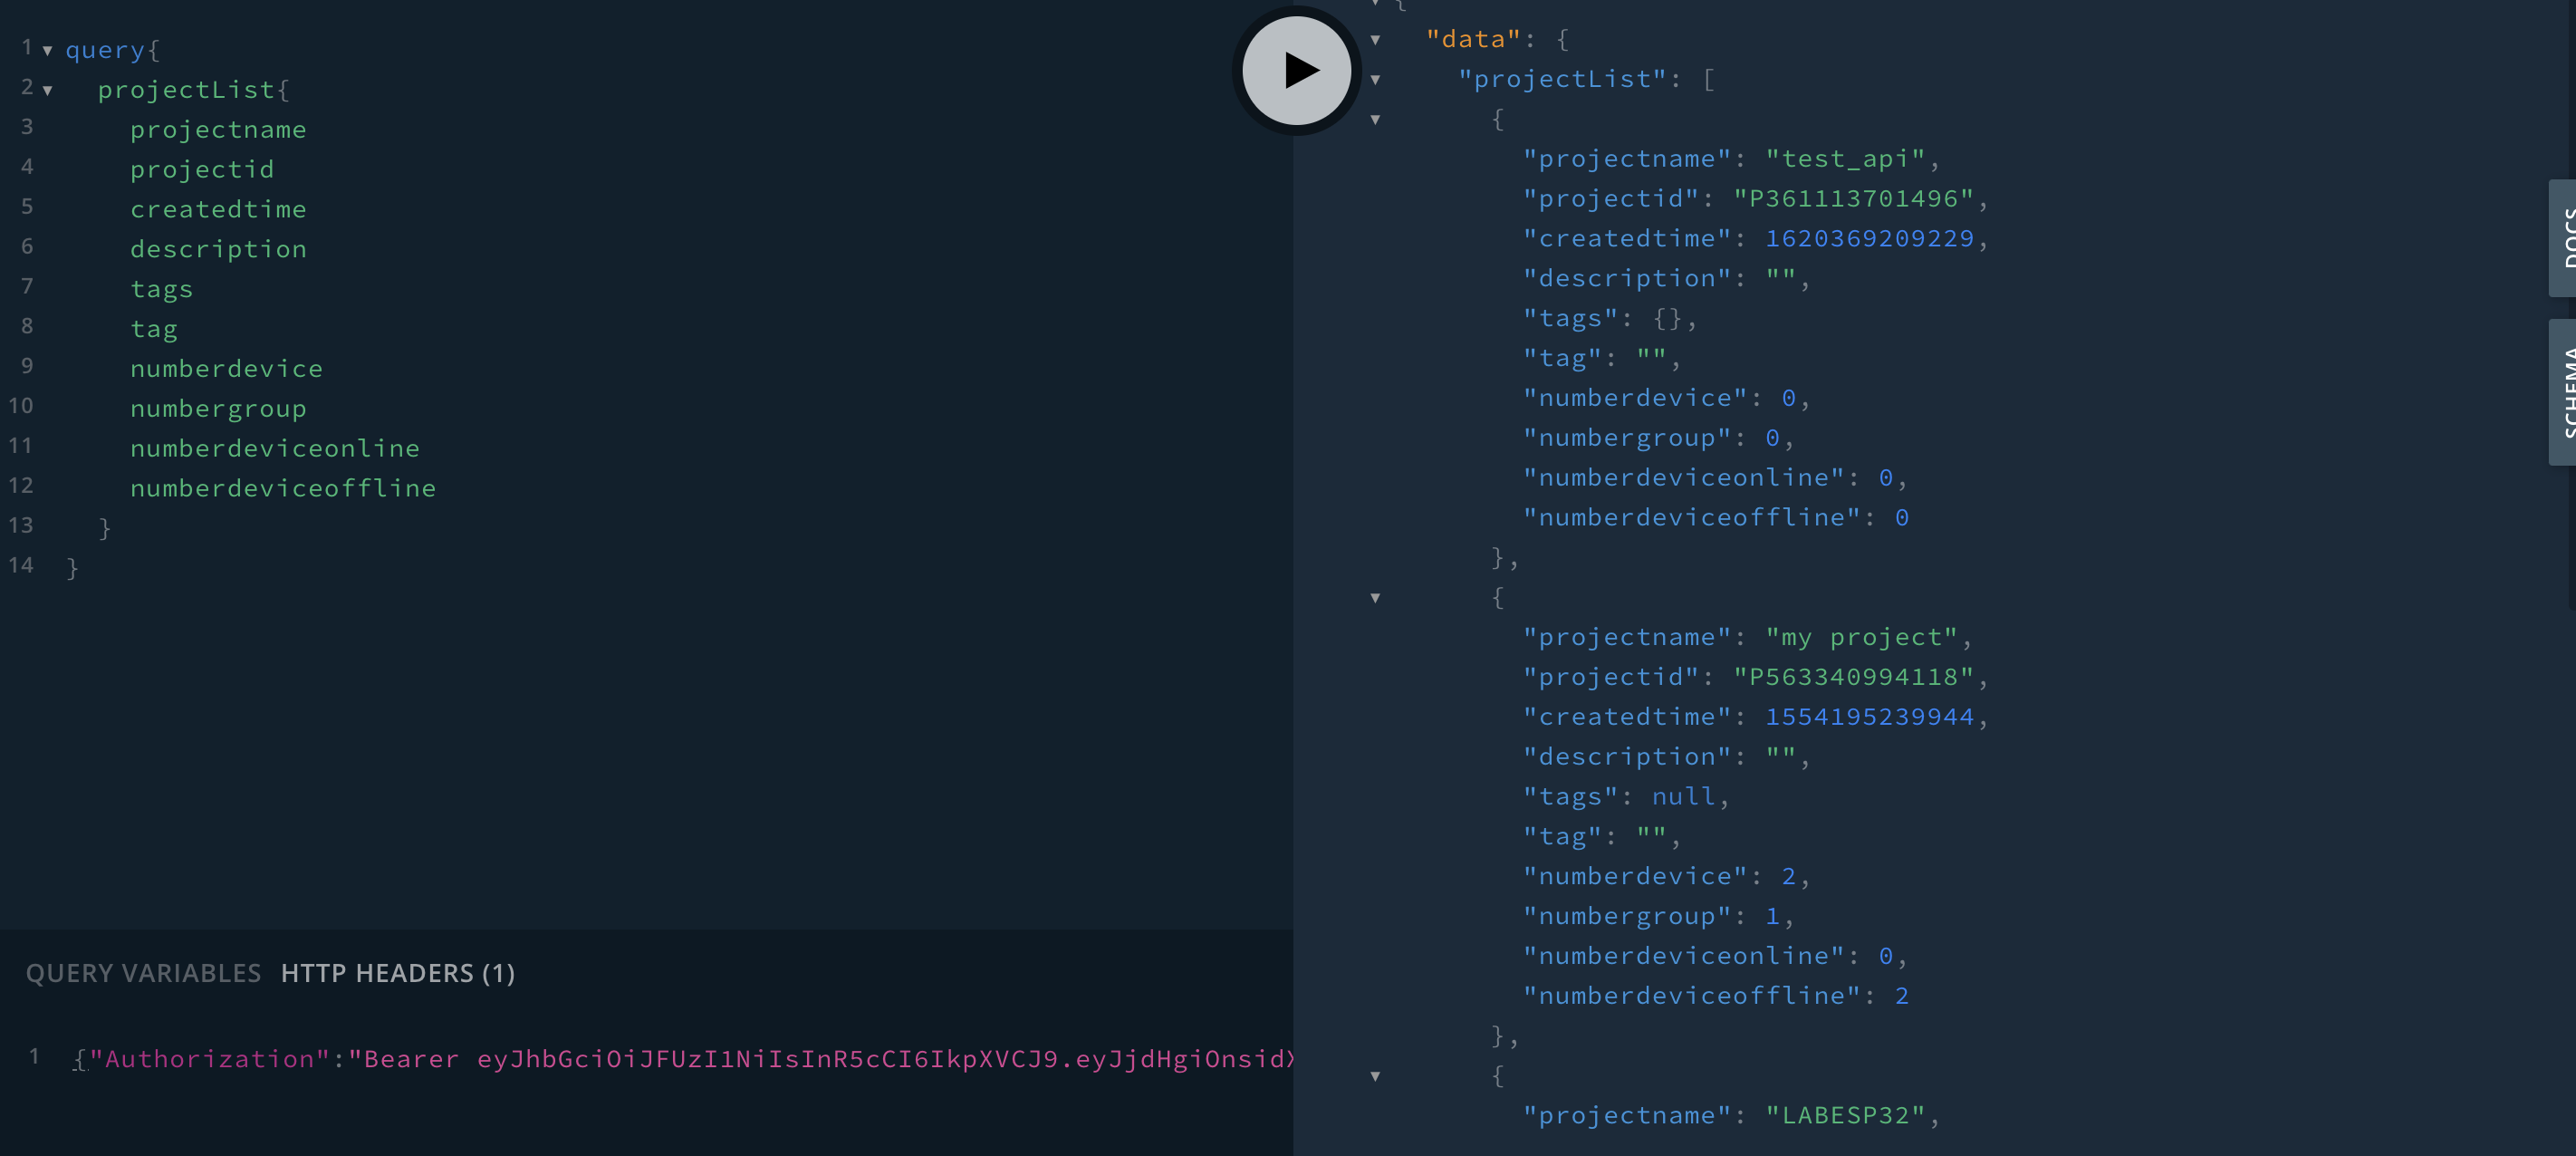 1 query{
2 projectList{
3 projectname
4 projectid
5 createdtime
6 description
7 tags
8 tag
9 numberdevice
10 numbergroup
11 numberdeviceonline
12 numberdeviceoffline
13 }
14 }
QUERY VARIABLES HTTP HEADERS (1)
1 {"Authorization":"Bearer eyJhbGciOiJFUzI1NiIsInR5cCI6IkpXVCJ9.eyJjdHgiOnsidX
{
"data": {
"projectList": [
{
"projectname": "test_api",
"projectid": "P361113701496",
"createdtime": 1620369209229,
"description": "",
"tags": {},
"tag": "",
"numberdevice": 0,
"numbergroup": 0,
"numberdeviceonline": 0,
"numberdeviceoffline": 0
},
{
"projectname": "my project",
"projectid": "P563340994118",
"createdtime": 1554195239944,
"description": "",
"tags": null,
"tag": "",
"numberdevice": 2,
"numbergroup": 1,
"numberdeviceonline": 0,
"numberdeviceoffline": 2
},
{
"projectname": "LABESP32",
DOCS
SCHEMA